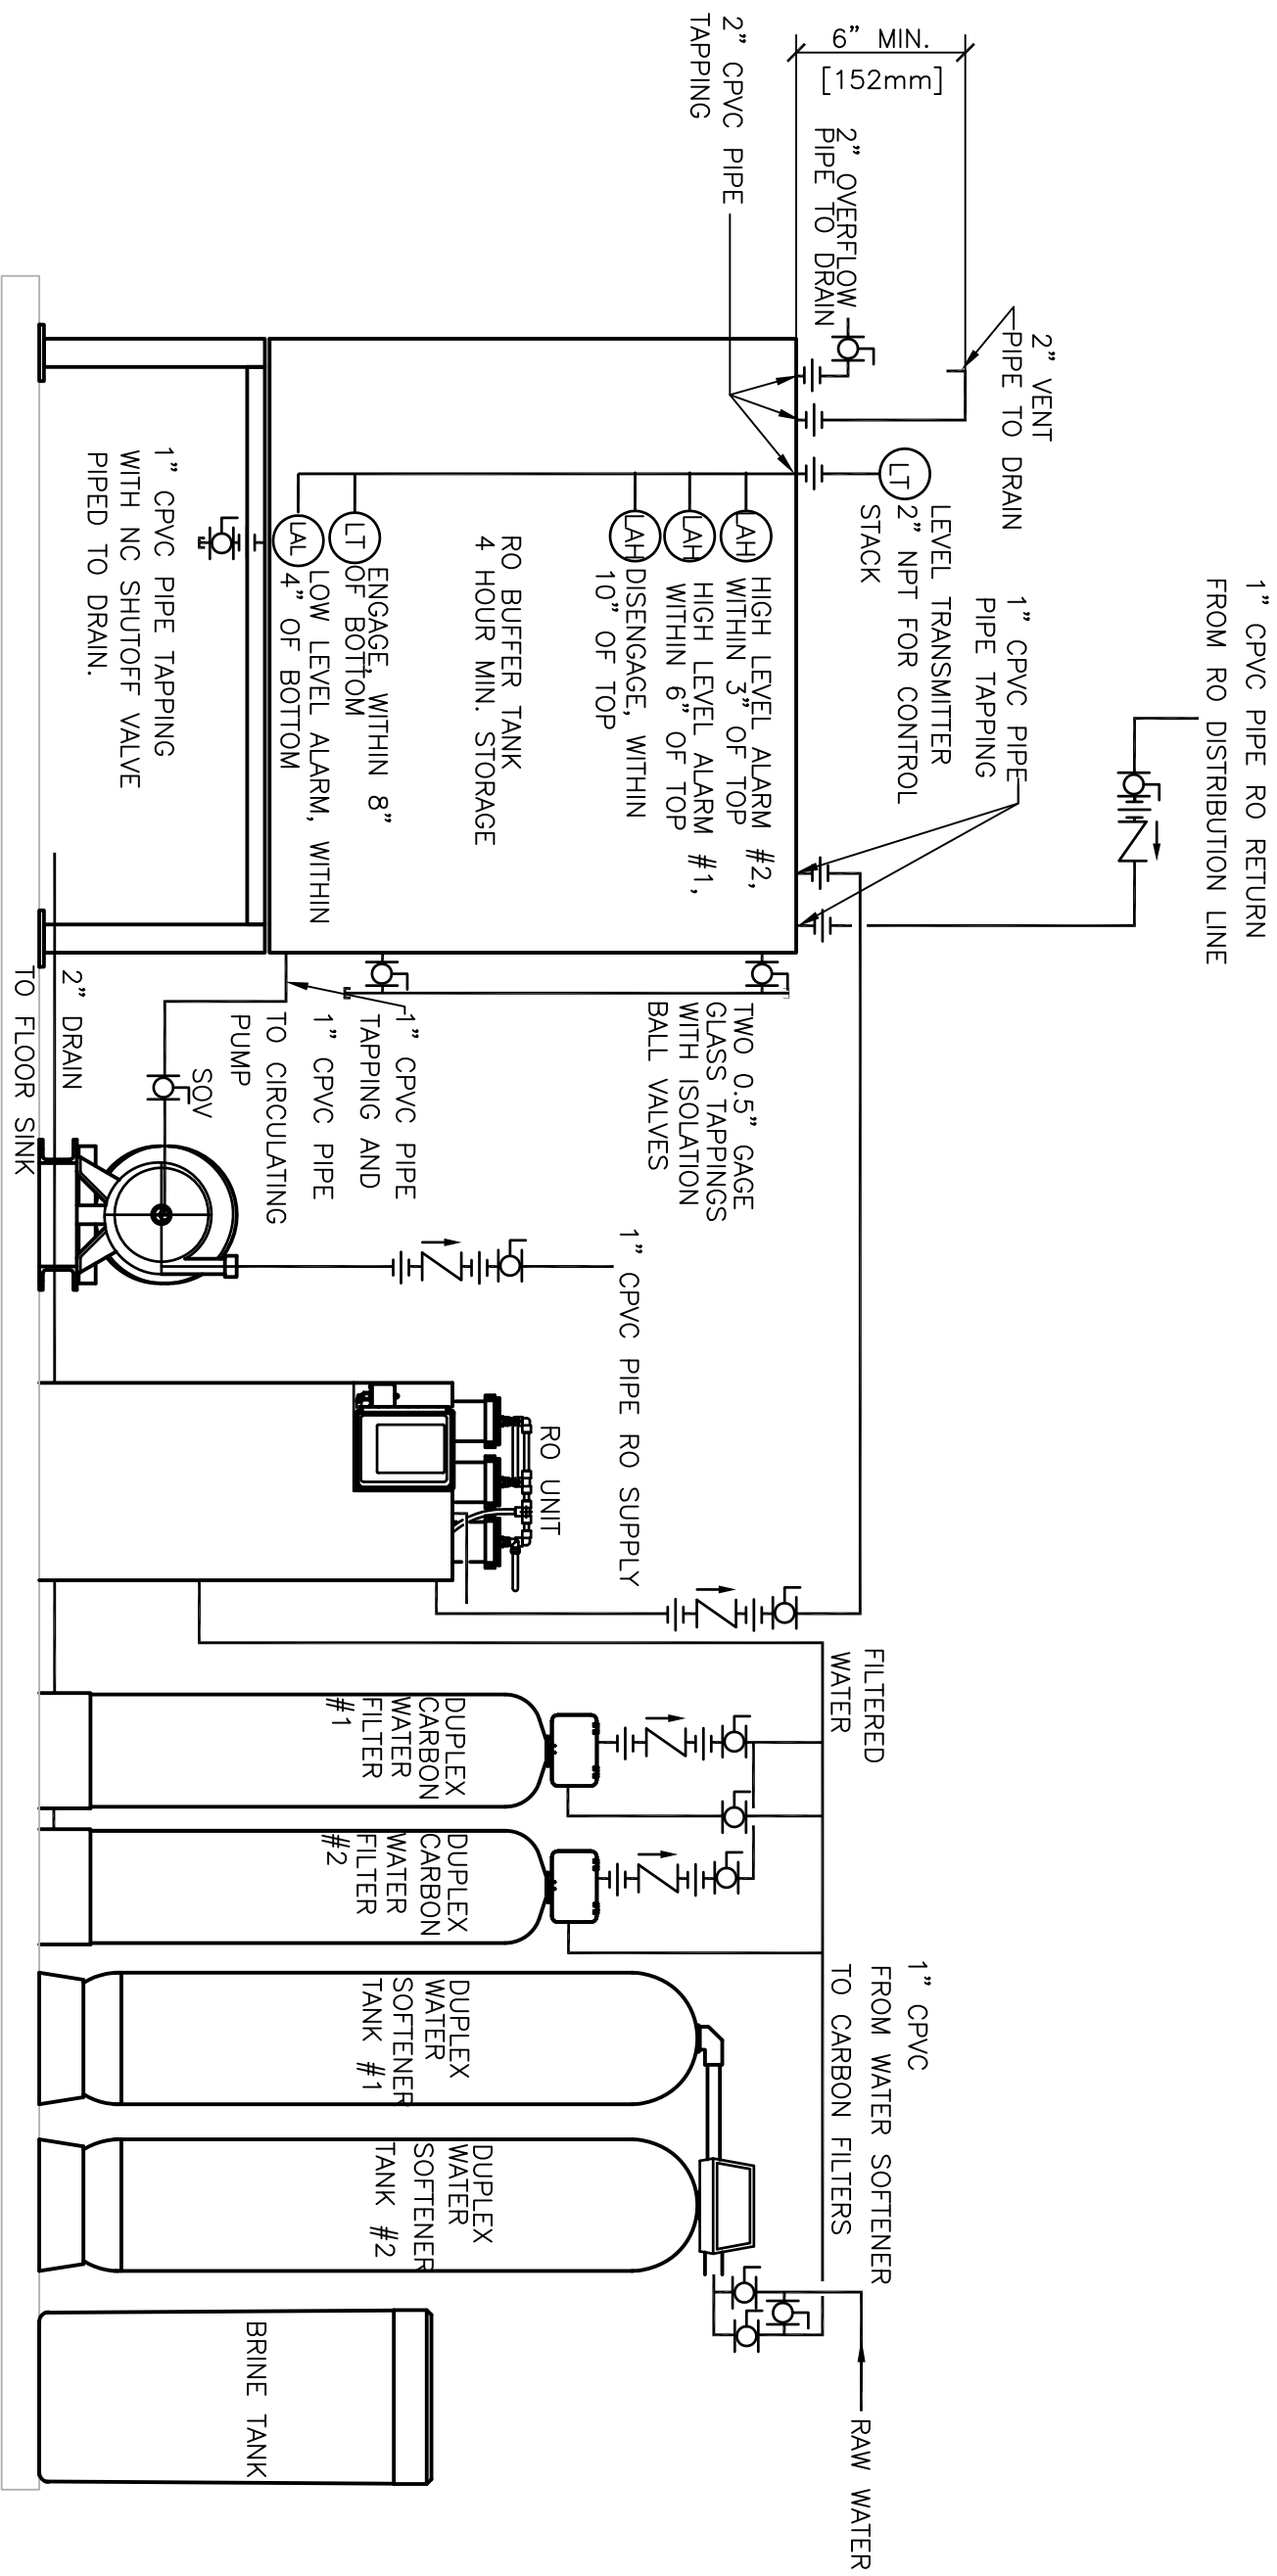 6” MIN.
[152mm]
2” CPVC PIPE
TAPPING
2” OVERFLOW
PIPE TO DRAIN
2” VENT
PIPE TO DRAIN
LT
LEVEL TRANSMITTER
2” NPT FOR CONTROL
STACK
1” CPVC PIPE
PIPE TAPPING
1” CPVC PIPE RO RETURN
FROM RO DISTRIBUTION LINE
LAH
HIGH LEVEL ALARM #2,
WITHIN 3” OF TOP
LAH
HIGH LEVEL ALARM #1,
WITHIN 6” OF TOP
LAH
DISENGAGE, WITHIN
10” OF TOP
RO BUFFER TANK
4 HOUR MIN. STORAGE
LT
ENGAGE, WITHIN 8”
OF BOTTOM
LAL
LOW LEVEL ALARM, WITHIN
4” OF BOTTOM
1” CPVC PIPE TAPPING
WITH NC SHUTOFF VALVE
PIPED TO DRAIN.
TWO 0.5” GAGE
GLASS TAPPINGS
WITH ISOLATION
BALL VALVES
1” CPVC PIPE
TAPPING AND
1” CPVC PIPE
TO CIRCULATING
PUMP
SOV
2” DRAIN
TO FLOOR SINK
1” CPVC PIPE RO SUPPLY
RO UNIT
FILTERED
WATER
DUPLEX
CARBON
WATER
FILTER
#1
DUPLEX
CARBON
WATER
FILTER
#2
1” CPVC
FROM WATER SOFTENER
TO CARBON FILTERS
DUPLEX
WATER
SOFTENER
TANK #1
DUPLEX
WATER
SOFTENER
TANK #2
BRINE TANK
RAW WATER